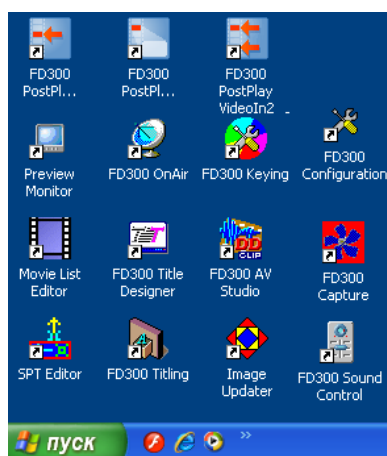 FD300
PostPl...
FD300
PostPl...
FD300
PostPlay
VideoIn2
Preview
Monitor
FD300 OnAir
FD300 Keying
FD300
Configuration
Movie List
Editor
FD300 Title
Designer
FD300 AV
Studio
FD300
Capture
SPT Editor
FD300 Titling
Image
Updater
FD300 Sound
Control
пуск